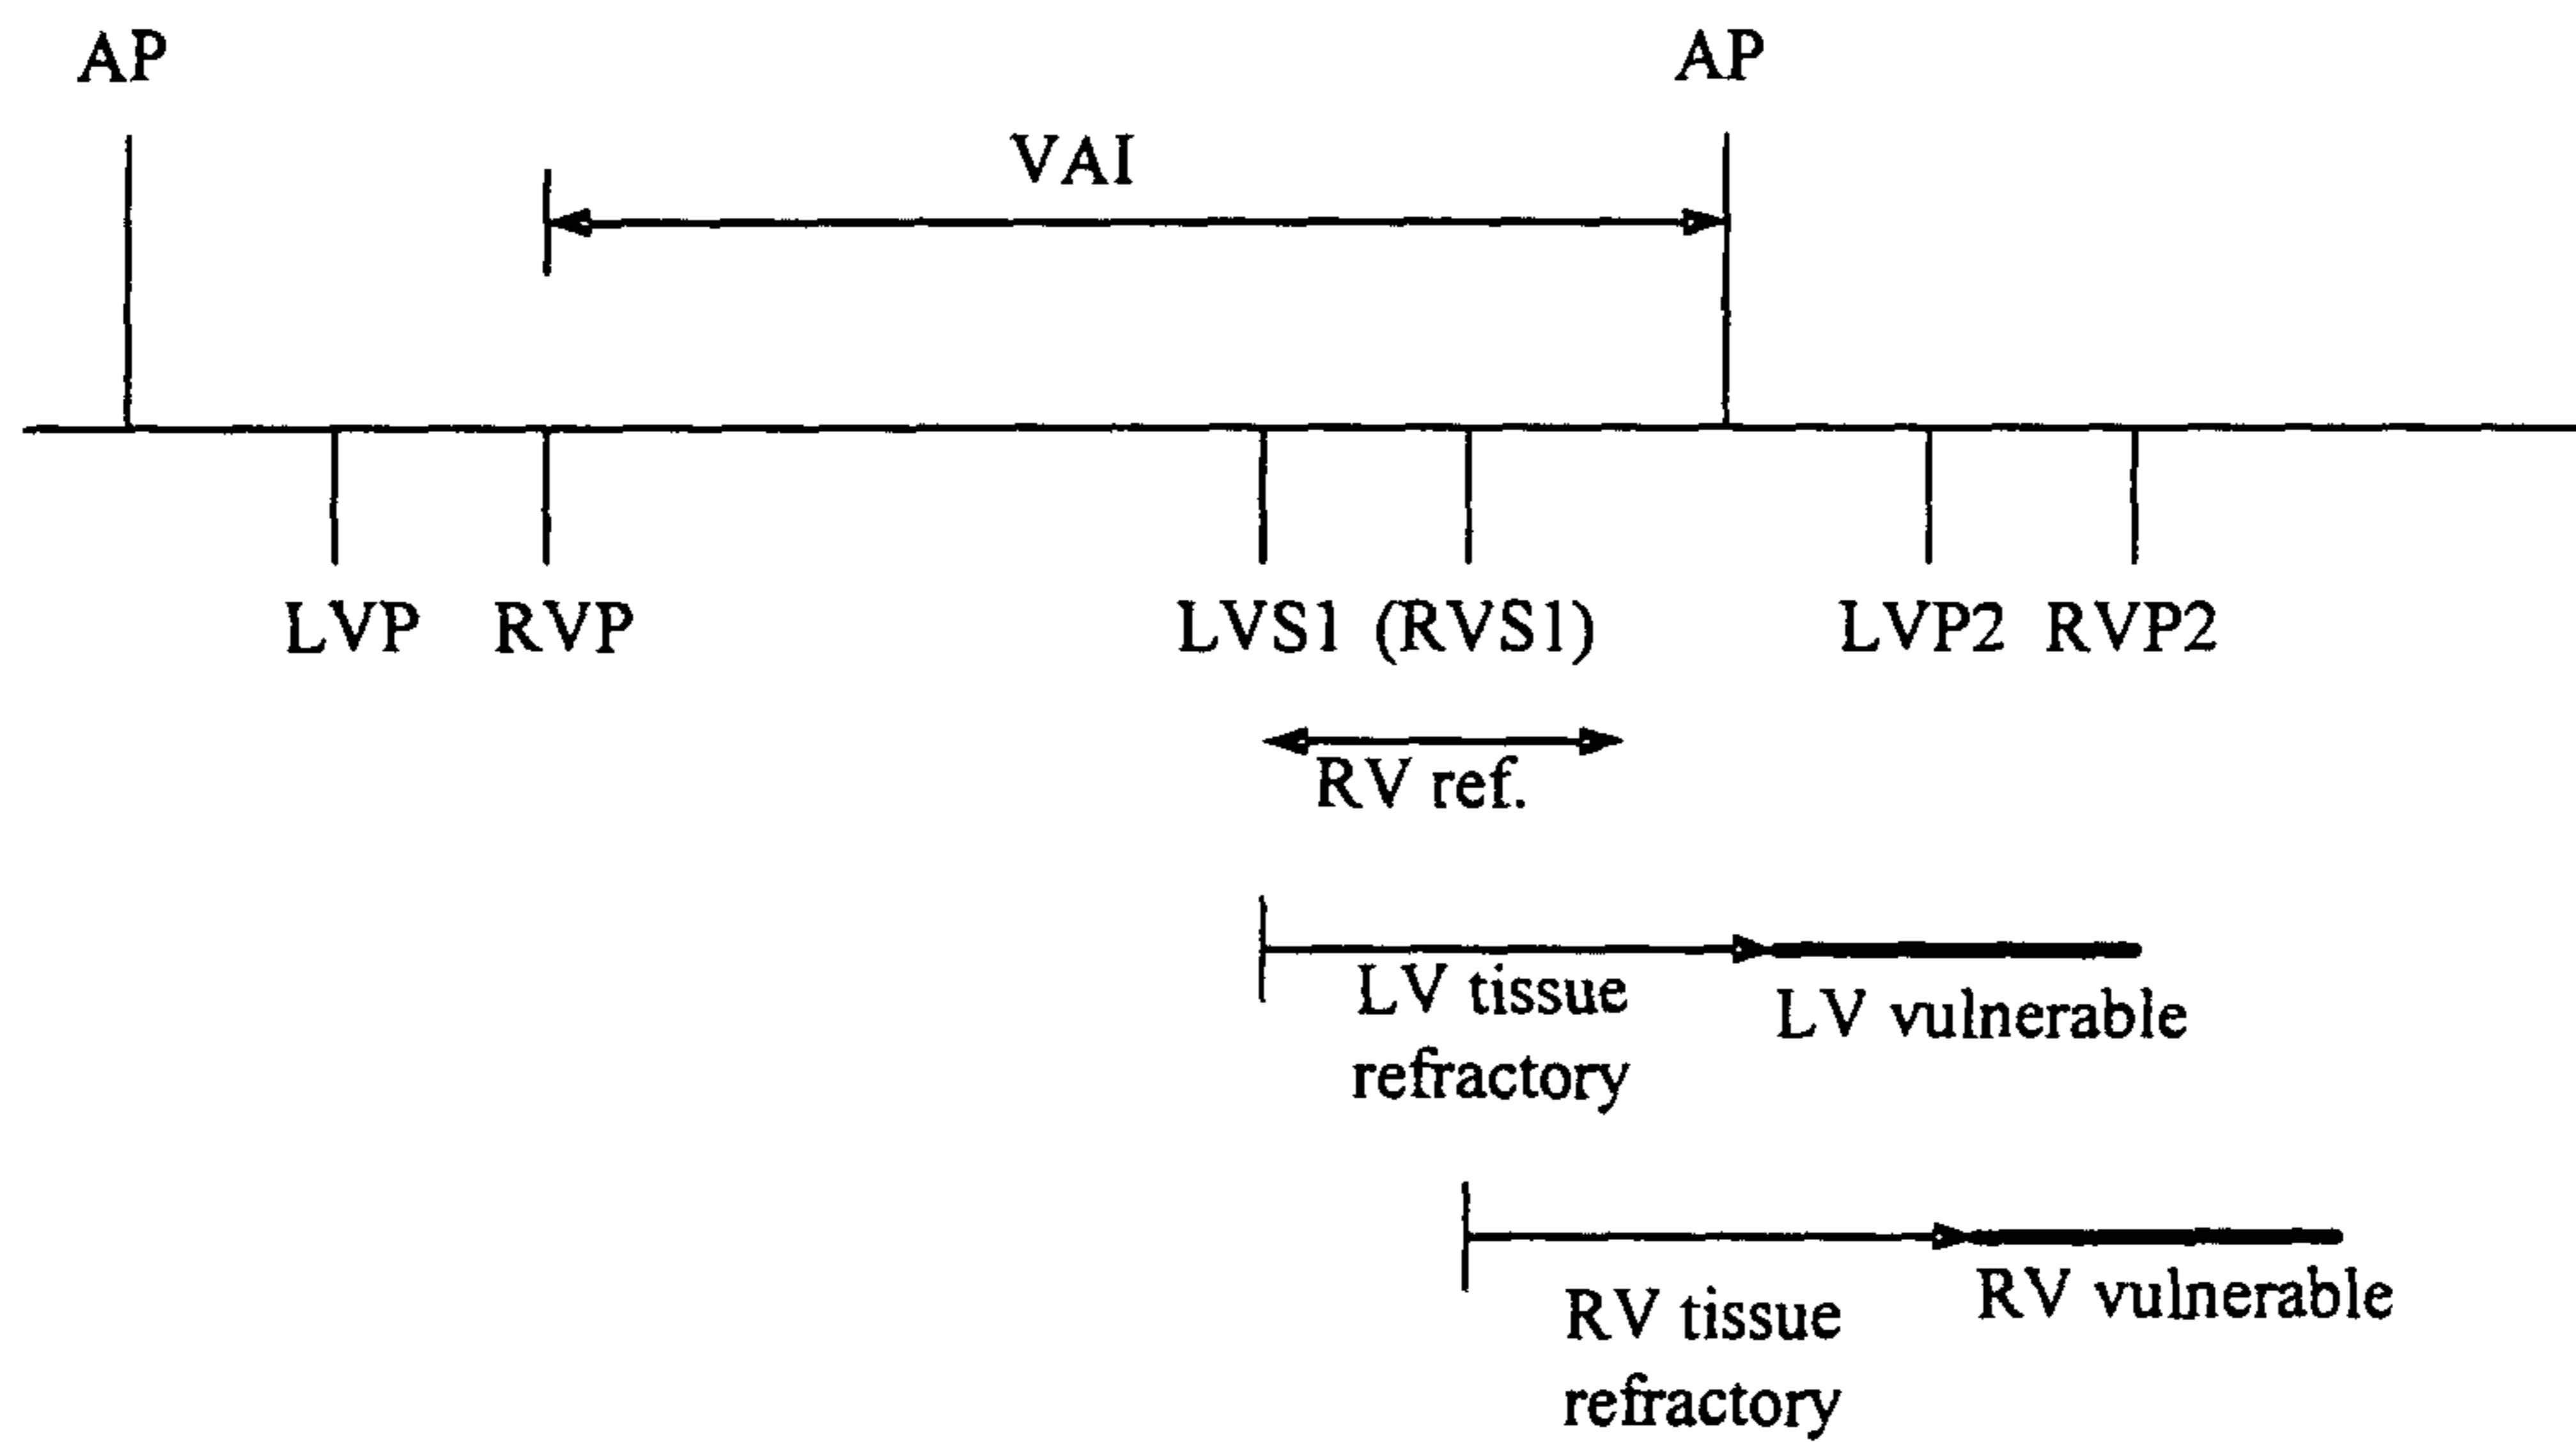 AP AP
VAI
LVP RVP LVS1 (RVS1) LVP2 RVP2
RV ref.
LV tissue
refractory
LV vulnerable
RV tissue
refractory
RV vulnerable